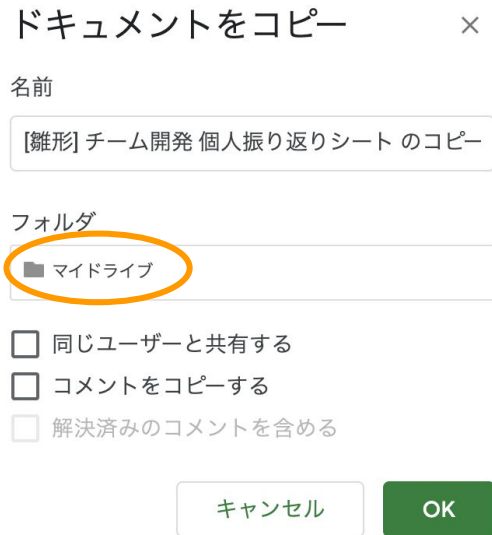 ドキュメントをコピー
名前
[雛形] チーム開発 個人振り返りシート のコピー
フォルダ
マイドライブ
同じユーザーと共有する
コメントをコピーする
解決済みのコメントを含める
キャンセル OK